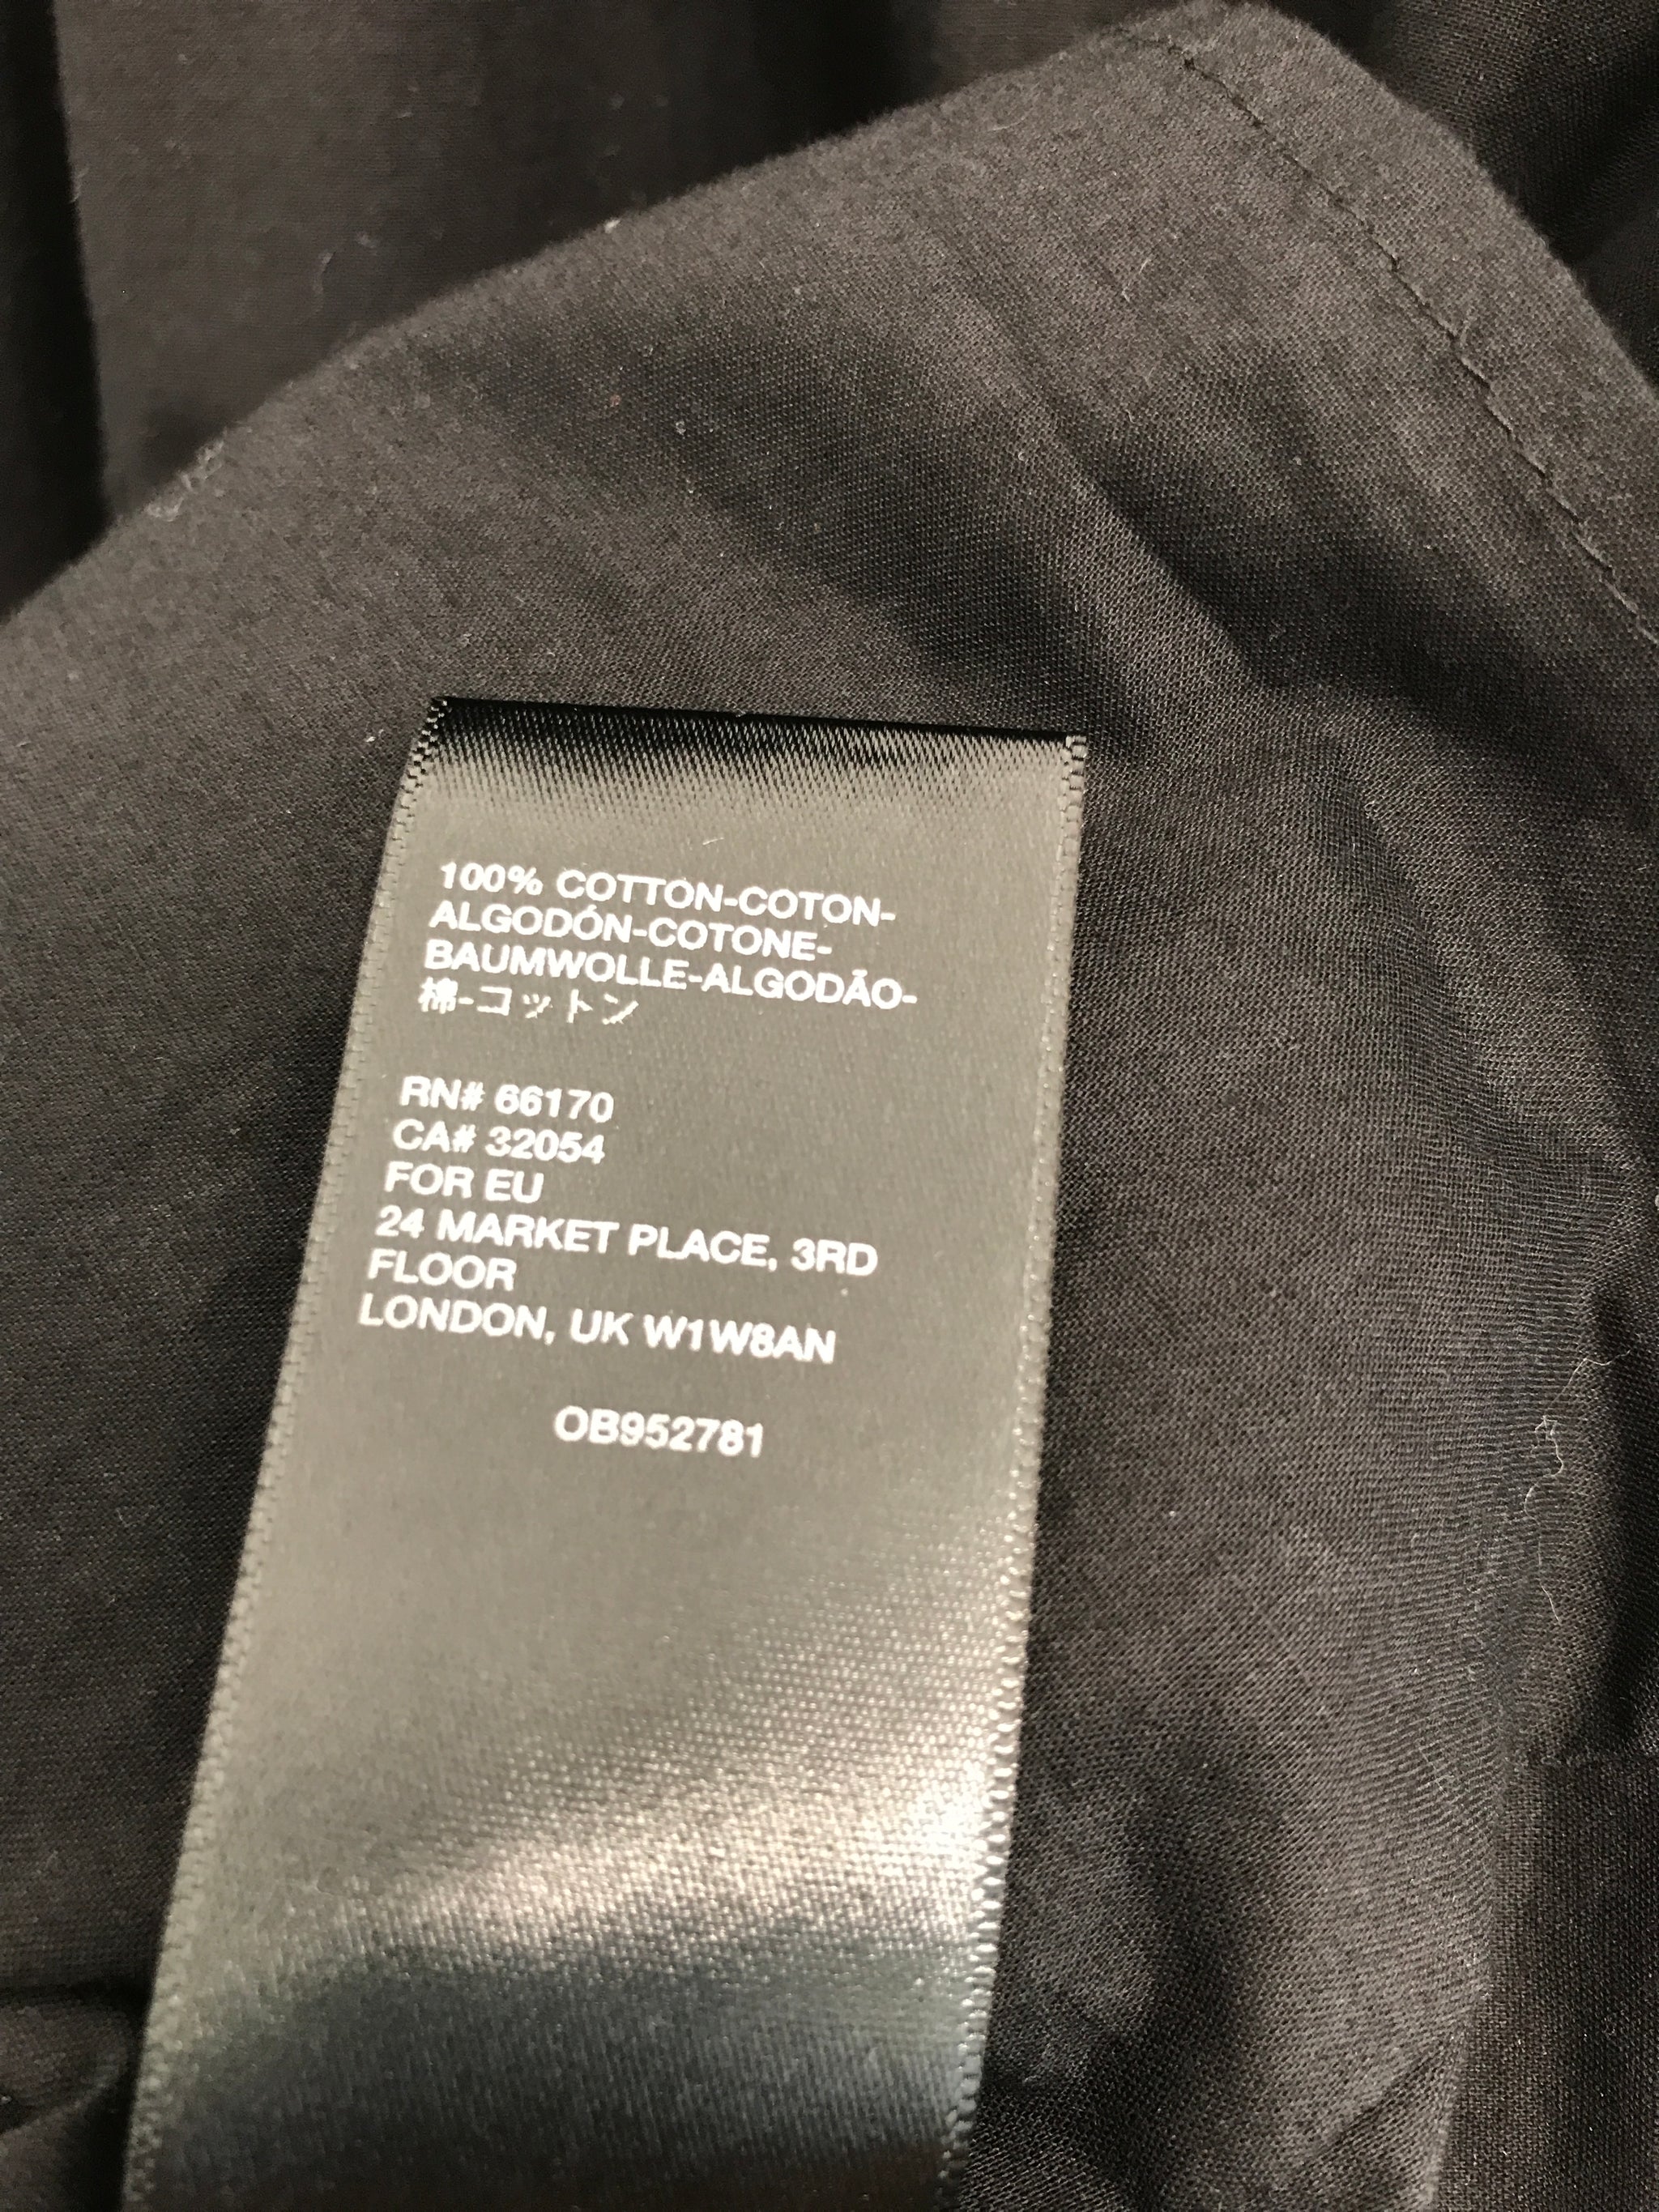 100% COTTON-COTON-
ALGODÓN-COTONE-
BAUMWOLLE-ALGODÃO-
棉-コットン
RN# 66170
CA# 32054
FOR EU
24 MARKET PLACE, 3RD
FLOOR
LONDON, UK W1W8AN
OB952781